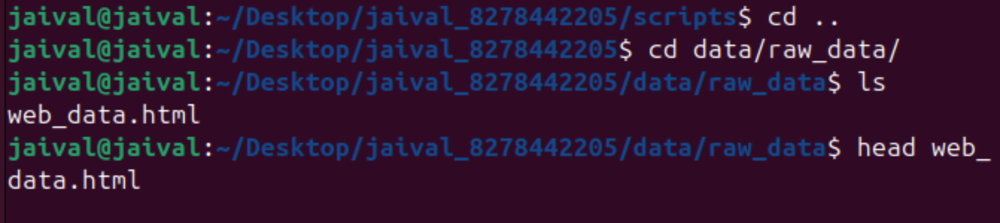 jaival@jaival:~/Desktop/jaival_8278442205/scripts$ cd ..
jaival@jaival:~/Desktop/jaival_8278442205$ cd data/raw_data/
jaival@jaival:~/Desktop/jaival_8278442205/data/raw_data$ ls
web_data.html
jaival@jaival:~/Desktop/jaival_8278442205/data/raw_data$ head web_
data.html